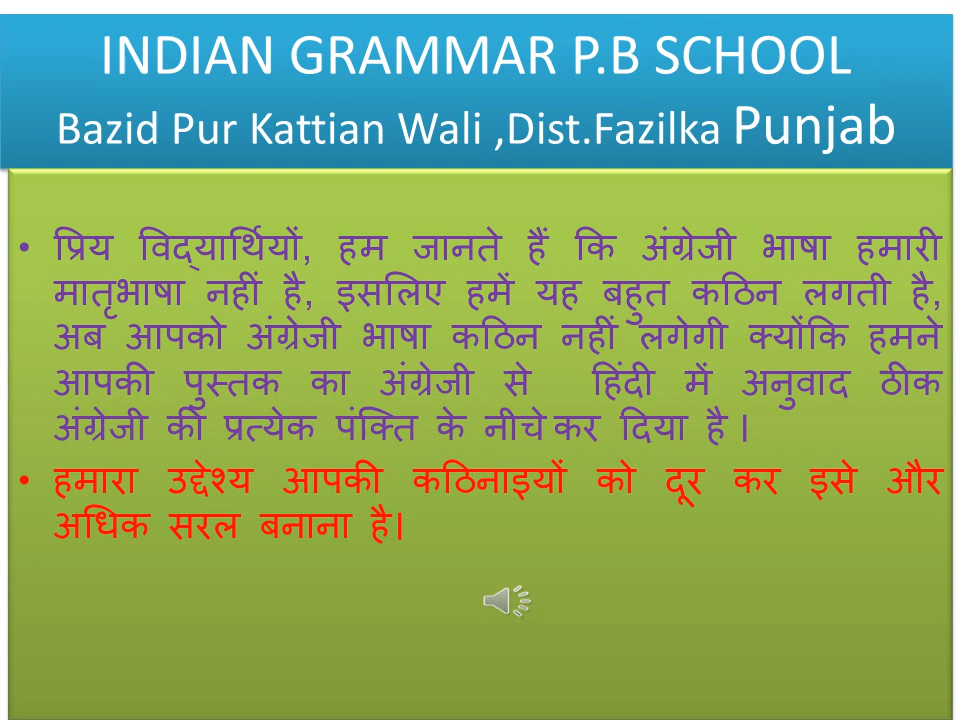 INDIAN GRAMMAR P.B SCHOOL
Bazid Pur Kattian Wali ,Dist.Fazilka Punjab
• प्रिय विद्यार्थियों, हम जानते हैं कि अंग्रेजी भाषा हमारी
मातृभाषा नहीं है, इसलिए हमें यह बहुत कठिन लगती है,
अब आपको अंग्रेजी भाषा कठिन नहीं लगेगी क्योंकि हमने
आपकी पुस्तक का अंग्रेजी से हिंदी में अनुवाद ठीक
अंग्रेजी की प्रत्येक पंक्ति के नीचे कर दिया है ।
• हमारा उद्देश्य आपकी कठिनाइयों को दूर कर इसे और
अधिक सरल बनाना है।